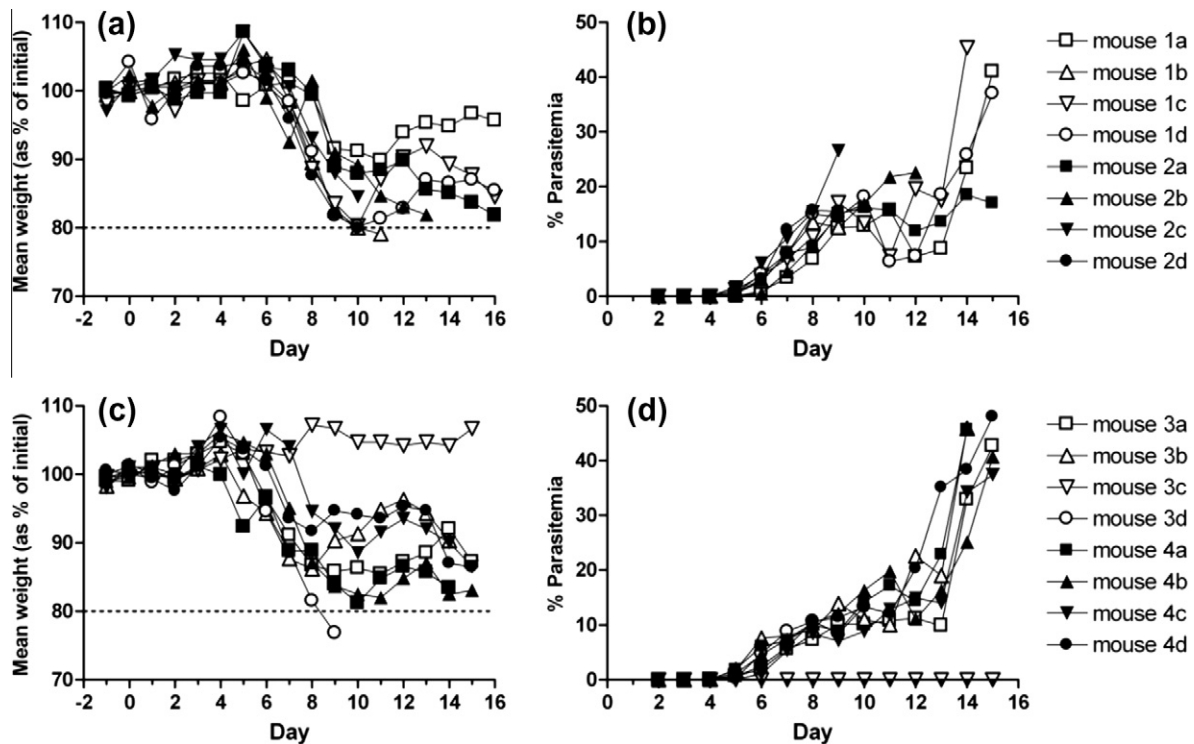 (a)
Mean weight (as % of initial)
110
100
90
80
70
-2 0 2 4 6 8 10 12 14 16
Day
(b)
% Parasitemia
50
40
30
20
10
0
2 4 6 8 10 12 14 16
Day
mouse 1a
mouse 1b
mouse 1c
mouse 1d
mouse 2a
mouse 2b
mouse 2c
mouse 2d
(c)
Mean weight (as % of initial)
110
100
90
80
70
-2 0 2 4 6 8 10 12 14 16
Day
(d)
% Parasitemia
50
40
30
20
10
0
0 2 4 6 8 10 12 14 16
Day
mouse 3a
mouse 3b
mouse 3c
mouse 3d
mouse 4a
mouse 4b
mouse 4c
mouse 4d